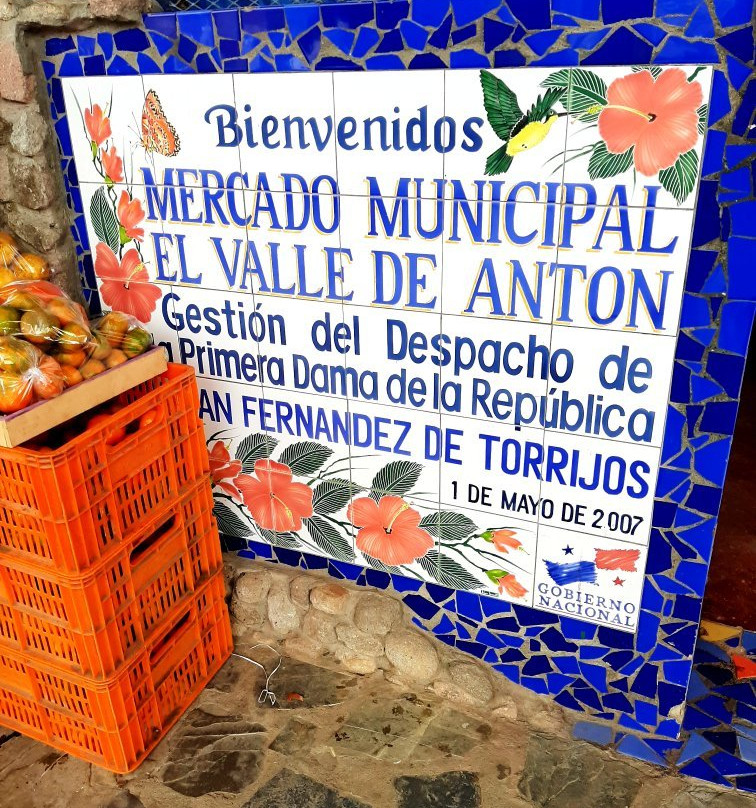 Bienvenidos
MERCADO MUNICIPAL
EL VALLE DE ANTON
Gestión del Despacho de
Primera Dama de la República
FERNANDEZ DE TORRIJOS
1 DE MAYO DE 2007
GOBIERNO
NACIONAL